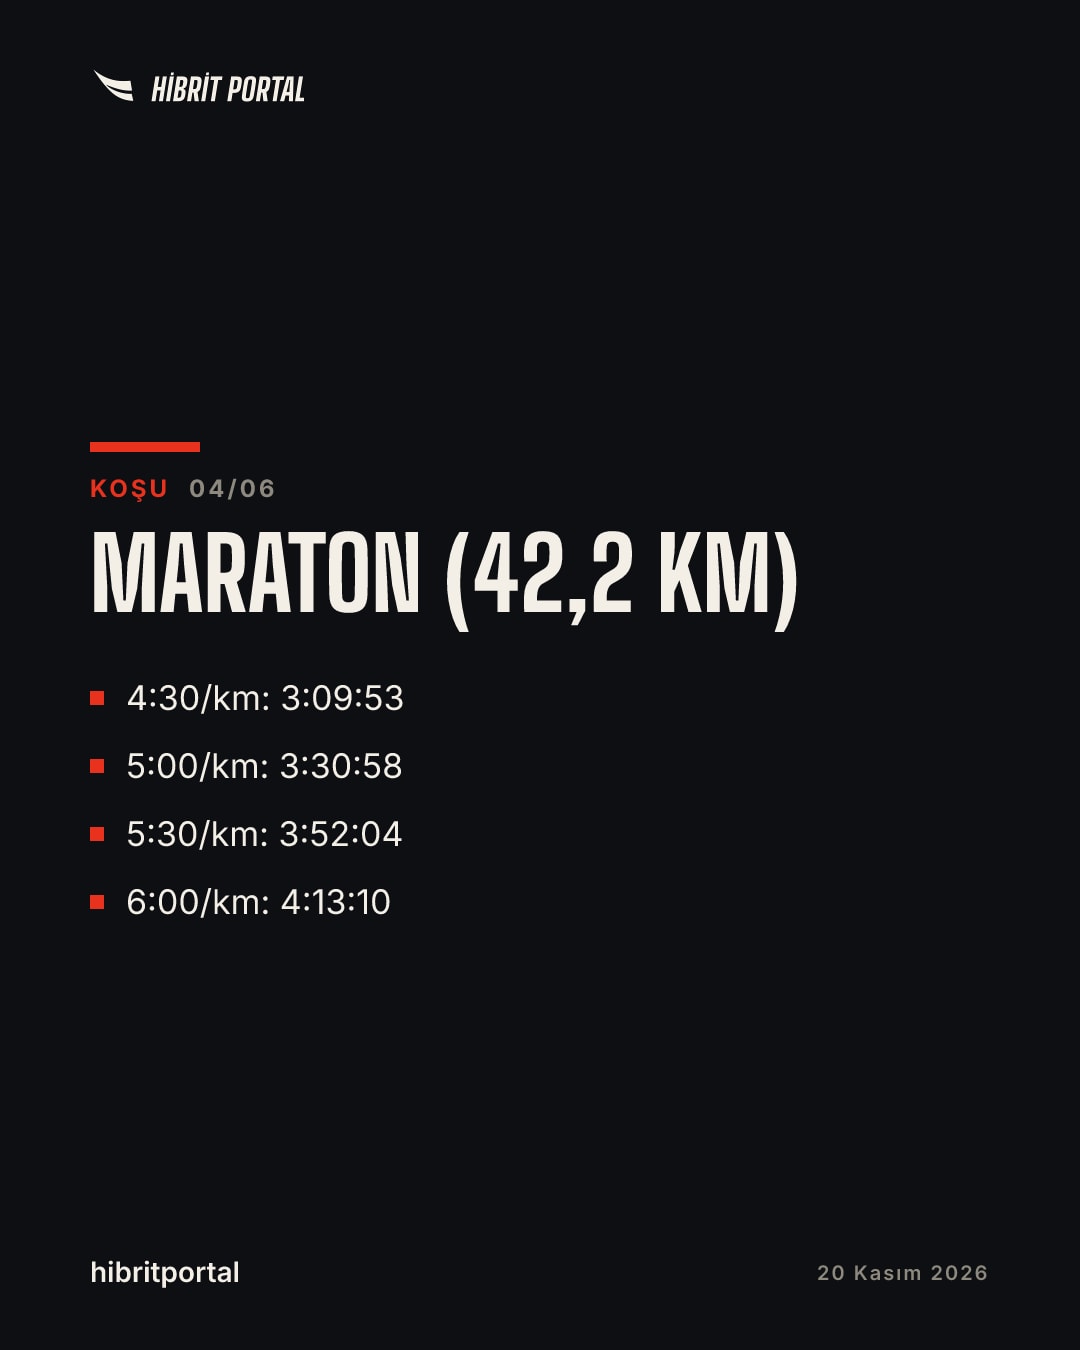 HİBRİT PORTAL
KOŞU 04/06
MARATON (42,2 KM)
4:30/km: 3:09:53
5:00/km: 3:30:58
5:30/km: 3:52:04
6:00/km: 4:13:10
hibritportal
20 Kasım 2026